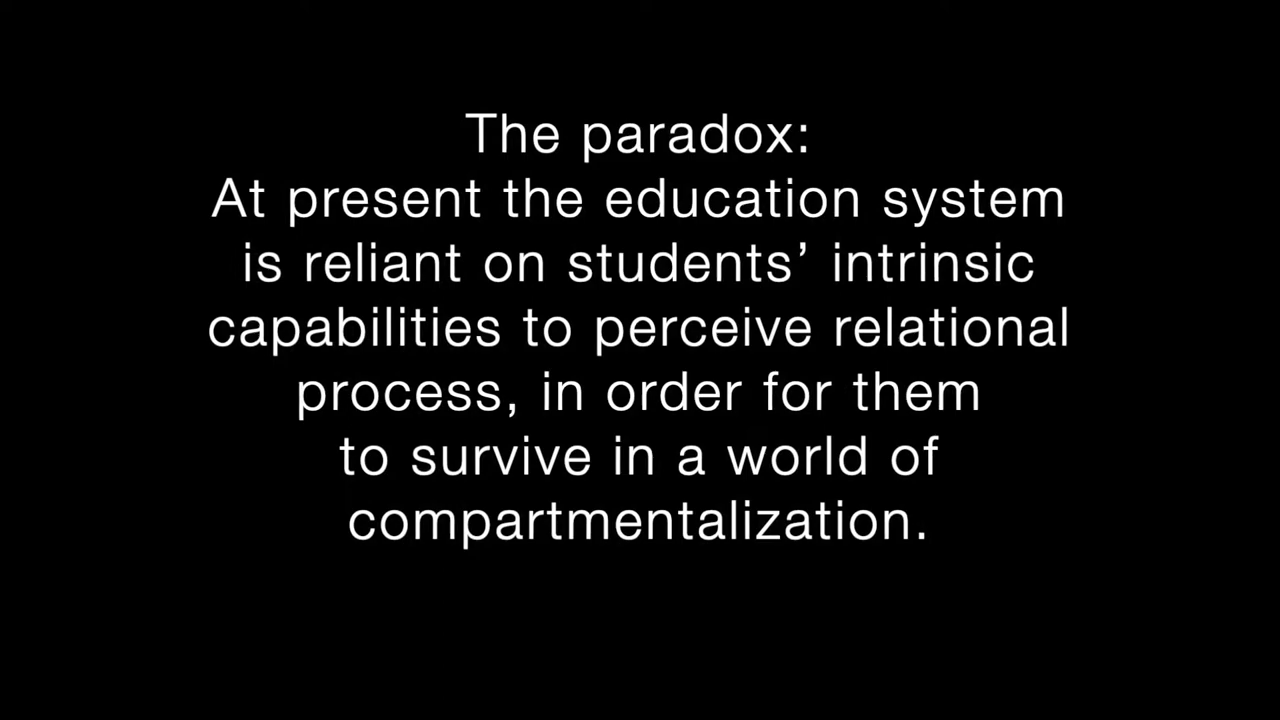 The paradox:
At present the education system
is reliant on students’ intrinsic
capabilities to perceive relational
process, in order for them
to survive in a world of
compartmentalization.